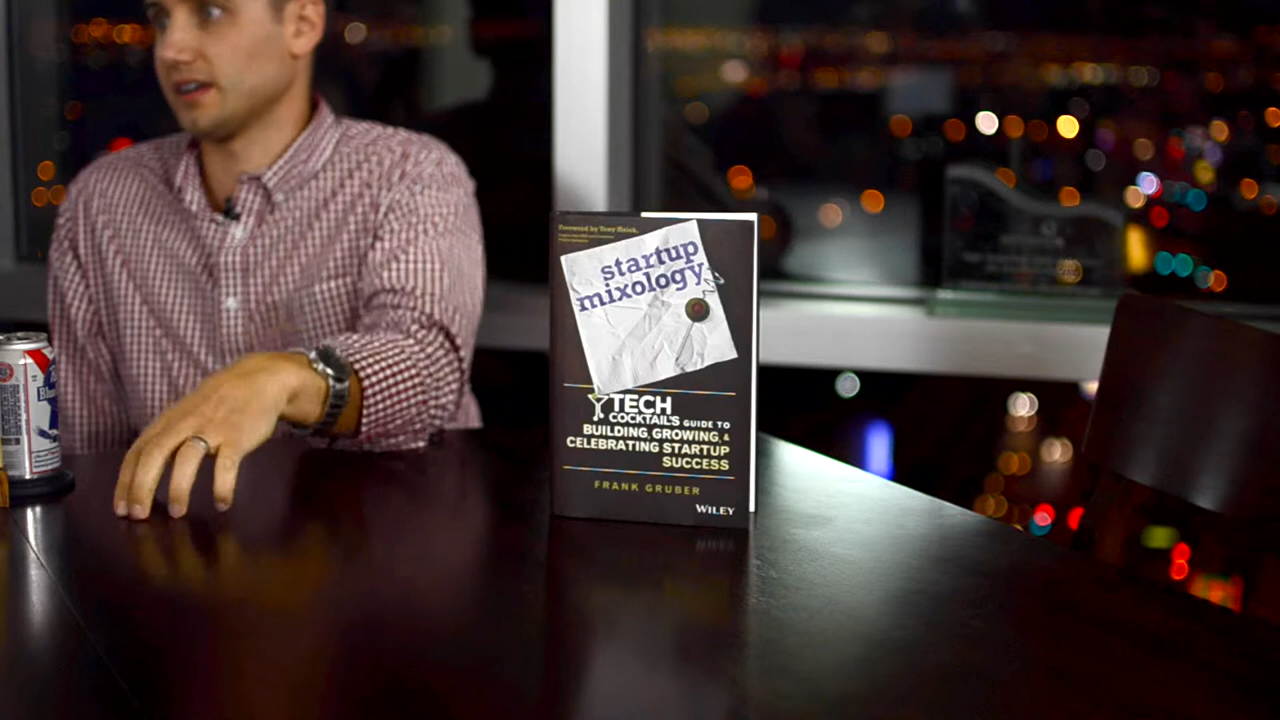 Foreword by Tony Hsieh,
startup
mixology
TECH
COCKTAIL'S GUIDE TO
BUILDING, GROWING, &
CELEBRATING STARTUP
SUCCESS
FRANK GRUBER
WILEY